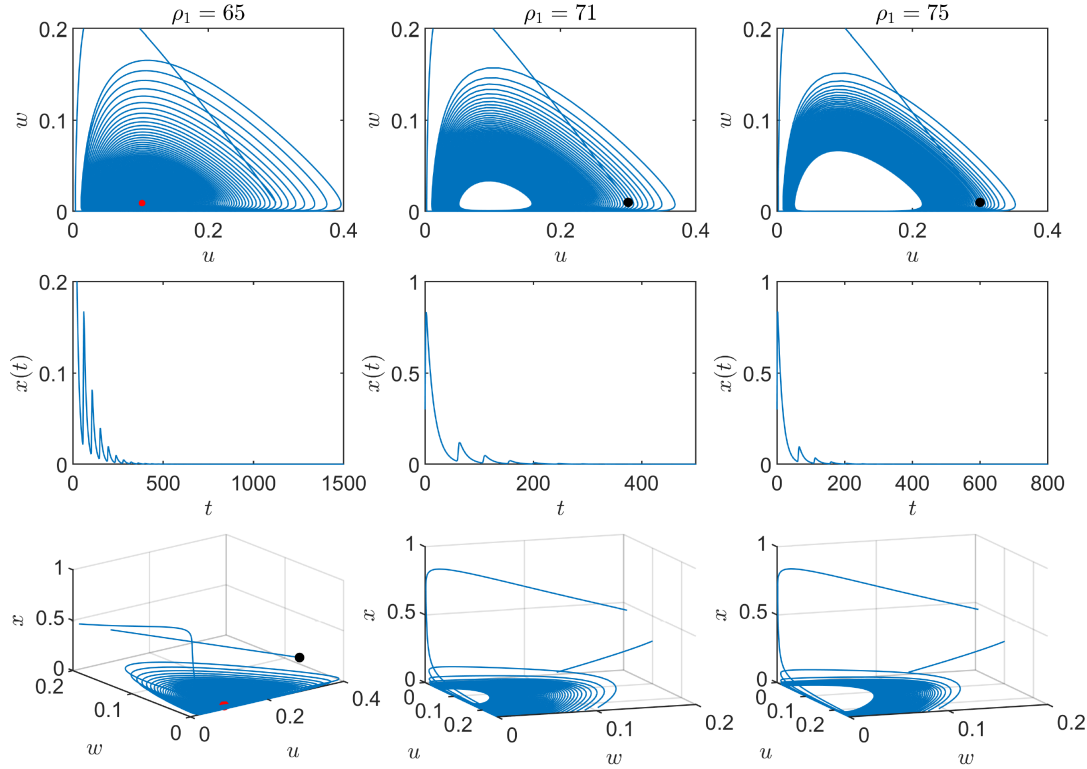 ρ₁ = 65 ρ₁ = 71 ρ₁ = 75
0.2 0.2 0.2
w w w
0.1 0.1 0.1
0 0 0
0 0.2 0.4 0 0.2 0.4 0 0.2 0.4
u u u
0.2 1 1
x(t) x(t) x(t)
0.1 0.5 0.5
0 0 0
0 500 1000 1500 0 200 400 0 200 400 600 800
t t t
1 1 1
x x x
0.5 0.5 0.5
0 0 0
0.2 0.4 0.1 0.2 0.1 0.2
0.1 0.2 0.2 0.1 0.2 0.1
0 0 0 0
w u u w u w